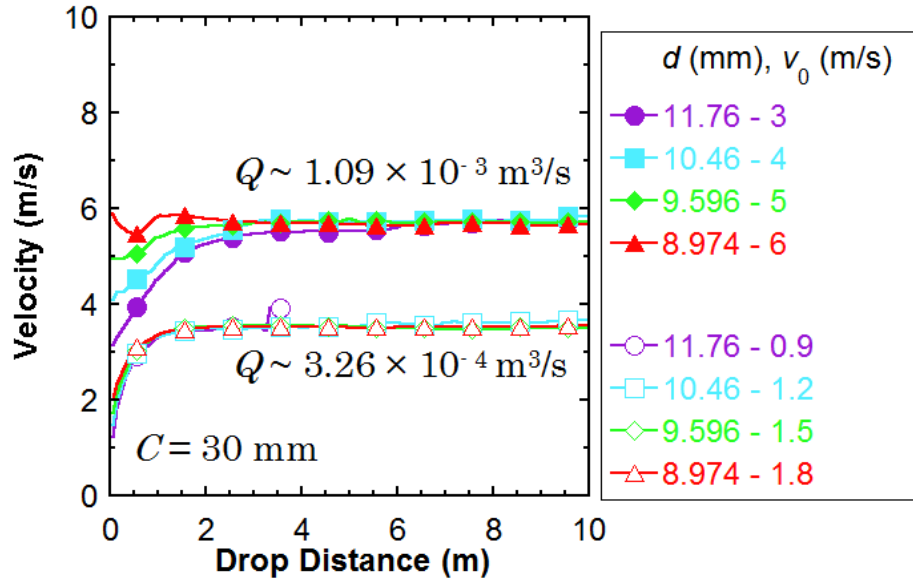 10
8
6
4
2
0
Velocity (m/s)
Q ~ 1.09 × 10⁻³ m³/s
Q ~ 3.26 × 10⁻⁴ m³/s
C = 30 mm
0 2 4 6 8 10
Drop Distance (m)
d (mm), v₀ (m/s)
11.76 - 3
10.46 - 4
9.596 - 5
8.974 - 6
11.76 - 0.9
10.46 - 1.2
9.596 - 1.5
8.974 - 1.8